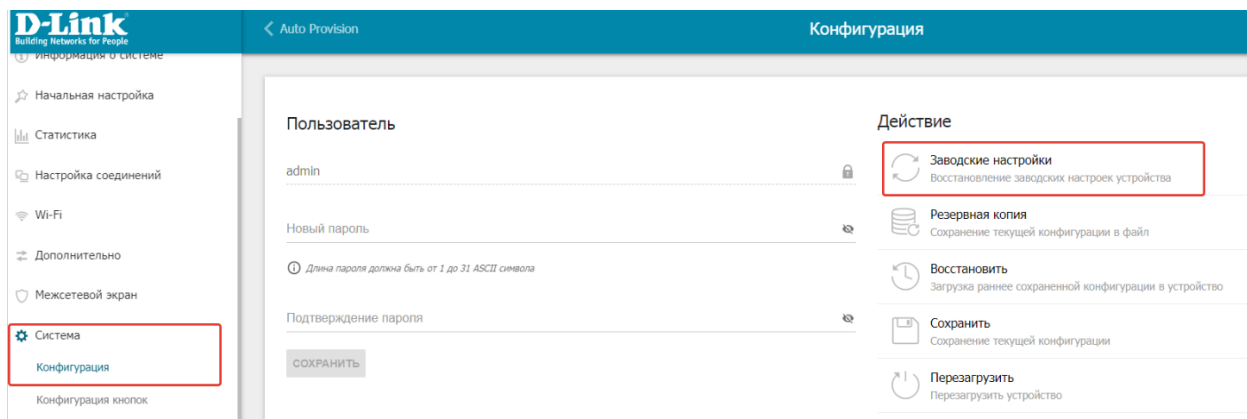 D-Link
Building Networks for People
Auto Provision
Конфигурация
Информация о системе
Начальная настройка
Статистика
Настройка соединений
Wi-Fi
Дополнительно
Межсетевой экран
Система
Конфигурация
Конфигурация кнопок
Пользователь
admin
Новый пароль
Длина пароля должна быть от 1 до 31 ASCII символа
Подтверждение пароля
СОХРАНИТЬ
Действие
Заводские настройки
Восстановление заводских настроек устройства
Резервная копия
Сохранение текущей конфигурации в файл
Восстановить
Загрузка раннее сохраненной конфигурации в устройство
Сохранить
Сохранение текущей конфигурации
Перезагрузить
Перезагрузить устройство